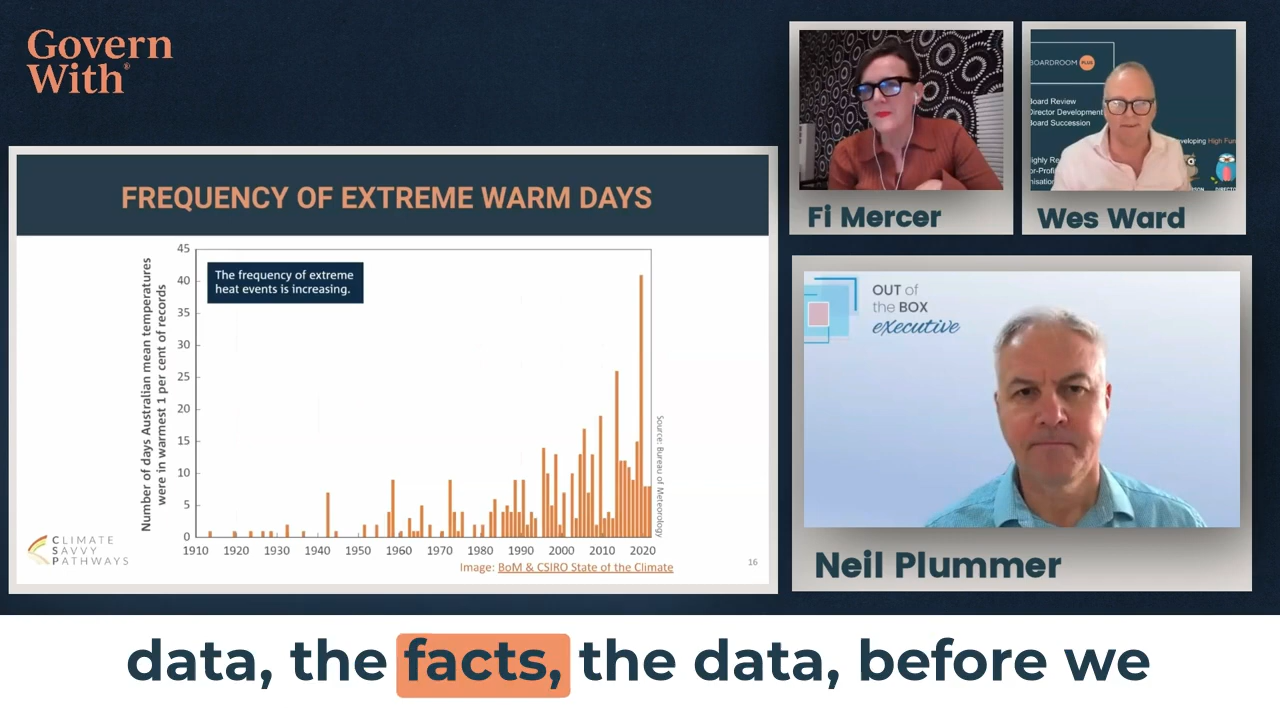 Govern
With®
FREQUENCY OF EXTREME WARM DAYS
The frequency of extreme
heat events is increasing.
Number of days Australian mean temperatures
were in warmest 1 per cent of records
45
40
35
30
25
20
15
10
5
0
1910 1920 1930 1940 1950 1960 1970 1980 1990 2000 2010 2020
Source: Bureau of Meteorology
CLIMATE
SAVVY
PATHWAYS
Image: BoM & CSIRO State of the Climate
16
Fi Mercer
BOARDROOM PLUS
Board Review
Director Development
Board Succession
Wes Ward
OUT of
the BOX
executive
Neil Plummer
data, the facts, the data, before we